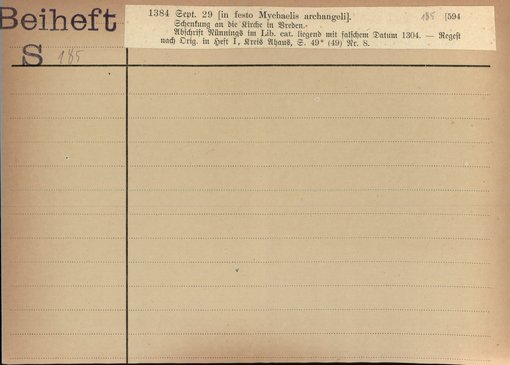 Beiheft
S 185
1384 Sept. 29 [in festo Mychaelis archangeli]. 185 [594
Schenkung an die Kirche in Vreden.
Abschrift Nünnings im Lib. cat. liegend mit falschem Datum 1304. — Regest
nach Orig. in Heft I, Kreis Ahaus, S. 49* (49) Nr. 8.